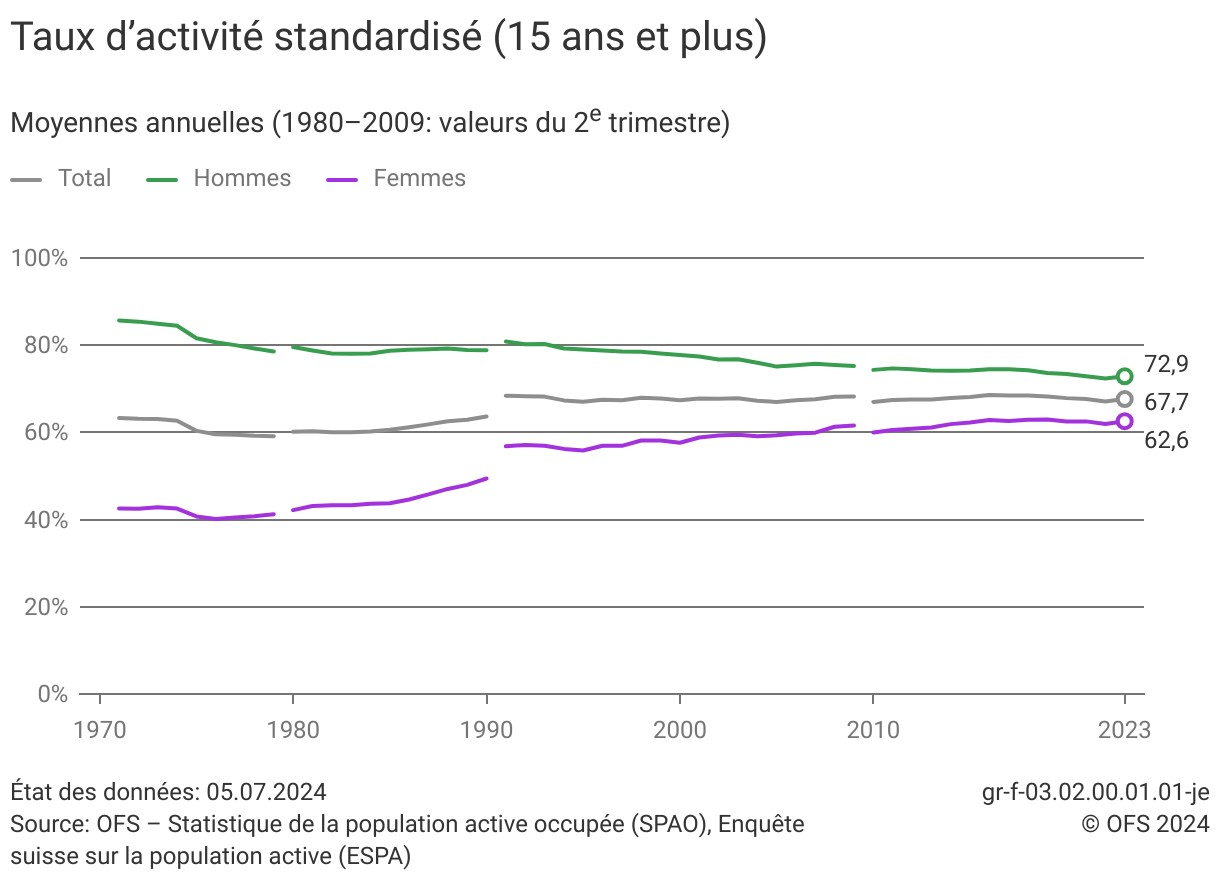 Taux d’activité standardisé (15 ans et plus)
Moyennes annuelles (1980–2009: valeurs du 2e trimestre)
Total Hommes Femmes
100%
80%
72,9
67,7
60%
62,6
40%
20%
0%
1970 1980 1990 2000 2010 2023
État des données: 05.07.2024 gr-f-03.02.00.01.01-je
Source: OFS – Statistique de la population active occupée (SPAO), Enquête © OFS 2024
suisse sur la population active (ESPA)